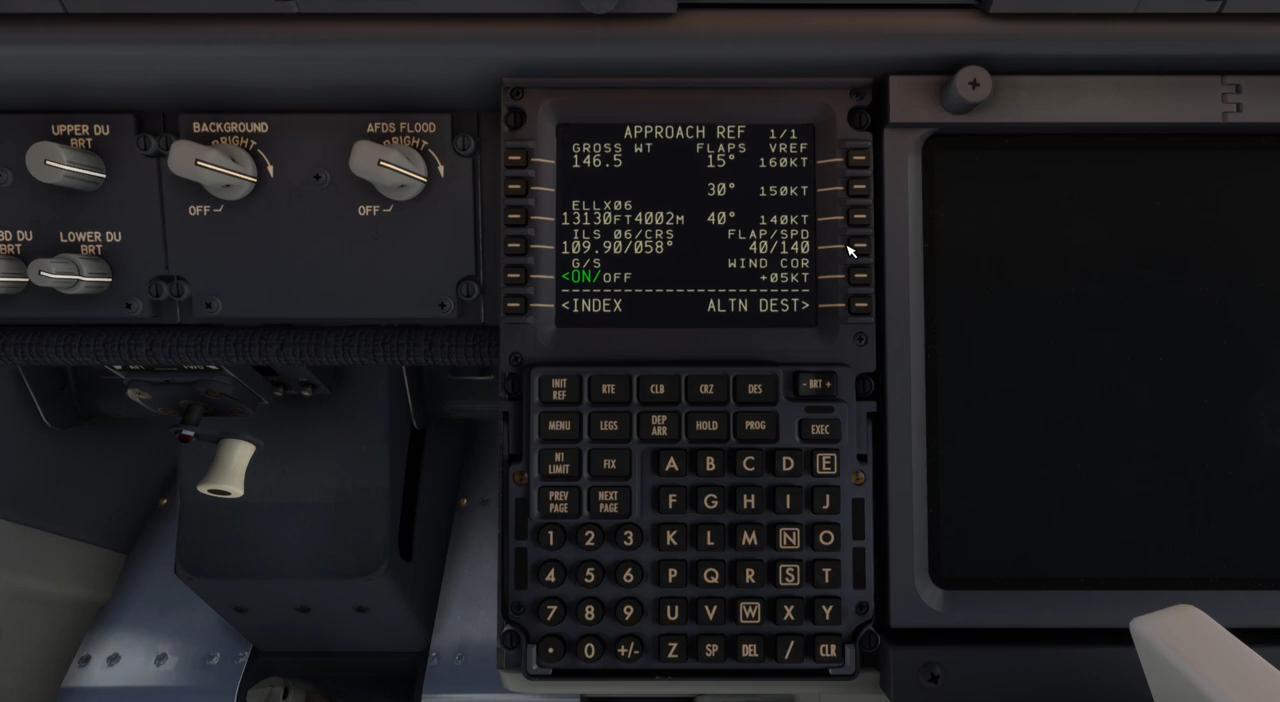 UPPER DU
BRT
BACKGROUND
BRIGHT
OFF
AFDS FLOOD
BRIGHT
OFF
BD DU
BRT
LOWER DU
BRT
APPROACH REF 1/1
GROSS WT FLAPS VREF
146.5 15° 160KT
30° 150KT
ELLX06
13130FT4002M 40° 140KT
ILS 06/CRS FLAP/SPD
109.90/058° 40/140
G/S WIND COR
<ON/OFF +05KT
--------------------------------
<INDEX ALTN DEST>
INIT REF RTE CLB CRZ DES - BRT +
MENU LEGS DEP ARR HOLD PROG EXEC
N1 LIMIT FIX A B C D E
PREV PAGE NEXT PAGE F G H I J
1 2 3 K L M N O
4 5 6 P Q R S T
7 8 9 U V W X Y
. 0 +/- Z SP DEL / CLR